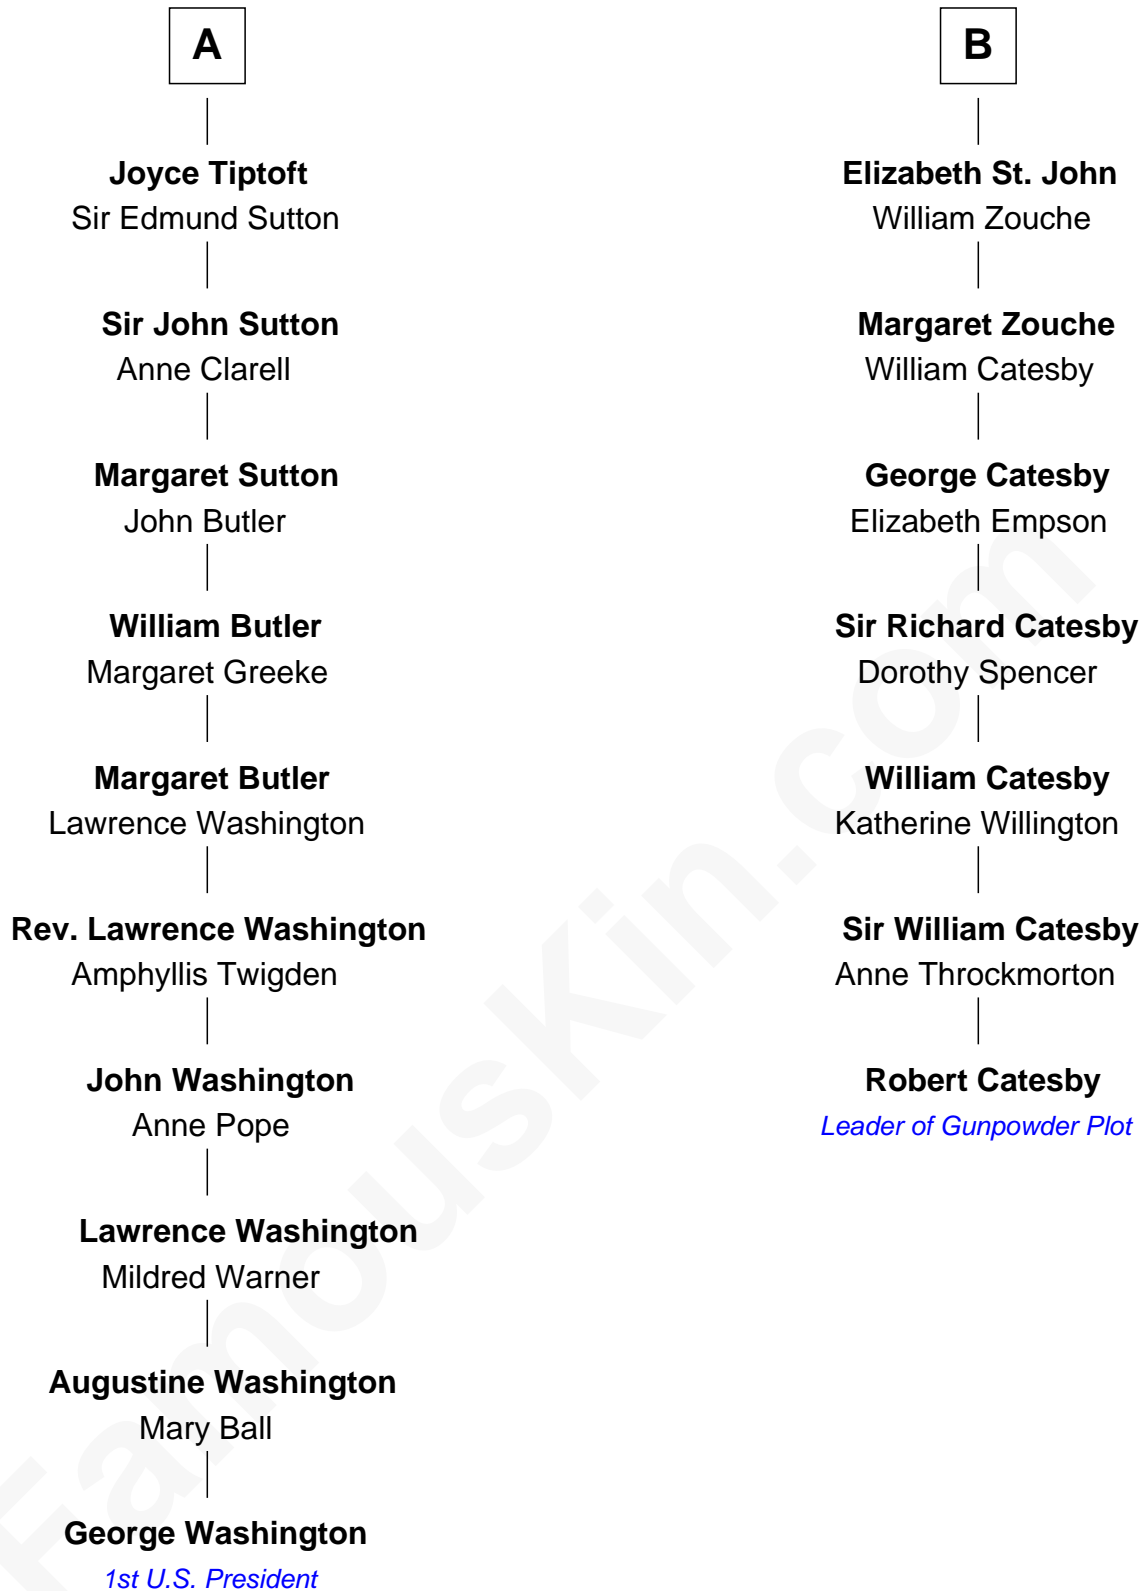 A
Joyce Tiptoft
Sir Edmund Sutton
Sir John Sutton
Anne Clarell
Margaret Sutton
John Butler
William Butler
Margaret Greeke
Margaret Butler
Lawrence Washington
Rev. Lawrence Washington
Amphyllis Twigden
John Washington
Anne Pope
Lawrence Washington
Mildred Warner
Augustine Washington
Mary Ball
George Washington
1st U.S. President
B
Elizabeth St. John
William Zouche
Margaret Zouche
William Catesby
George Catesby
Elizabeth Empson
Sir Richard Catesby
Dorothy Spencer
William Catesby
Katherine Willington
Sir William Catesby
Anne Throckmorton
Robert Catesby
Leader of Gunpowder Plot
FamousKin.com